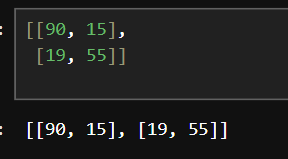 : [[90, 15],
[19, 55]]
: [[90, 15], [19, 55]]